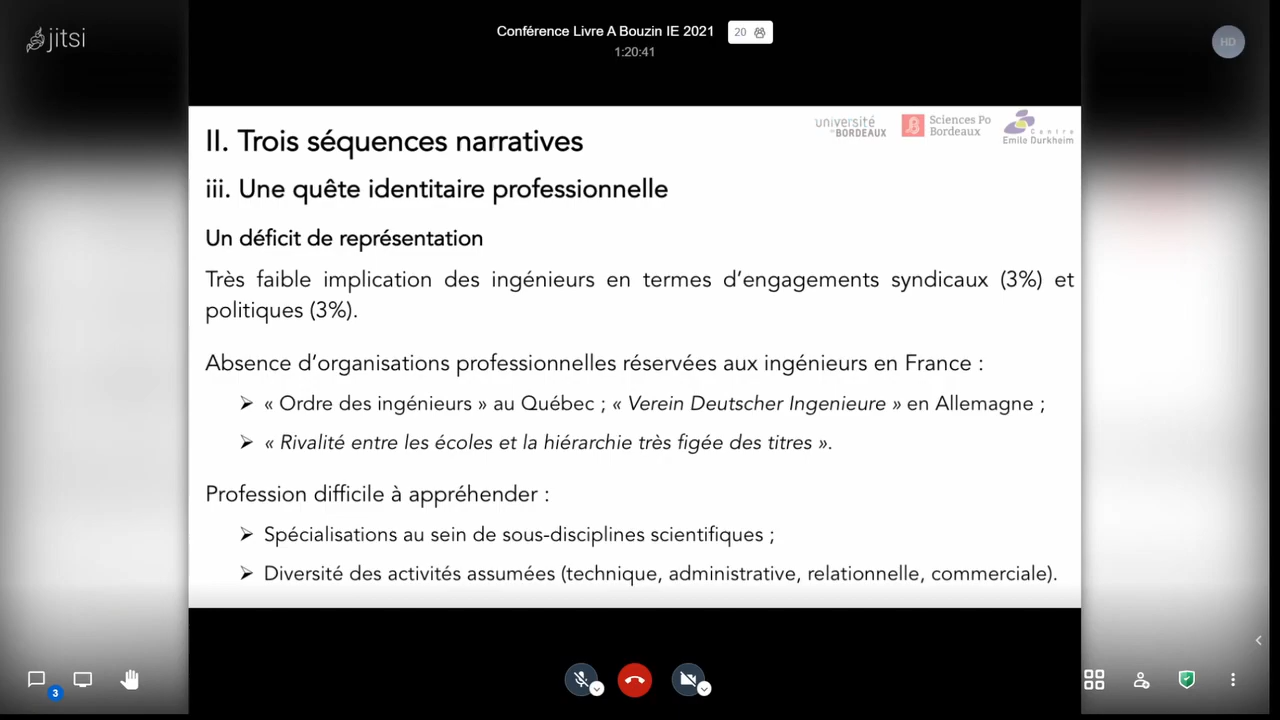 jitsi
Conférence Livre A Bouzin IE 2021
20
1:20:41
HD
université
de BORDEAUX
Sciences Po
Bordeaux
Centre
Emile Durkheim
II. Trois séquences narratives
iii. Une quête identitaire professionnelle
Un déficit de représentation
Très faible implication des ingénieurs en termes d’engagements syndicaux (3%) et
politiques (3%).
Absence d’organisations professionnelles réservées aux ingénieurs en France :
➢ « Ordre des ingénieurs » au Québec ; « Verein Deutscher Ingenieure » en Allemagne ;
➢ « Rivalité entre les écoles et la hiérarchie très figée des titres ».
Profession difficile à appréhender :
➢ Spécialisations au sein de sous-disciplines scientifiques ;
➢ Diversité des activités assumées (technique, administrative, relationnelle, commerciale).
3